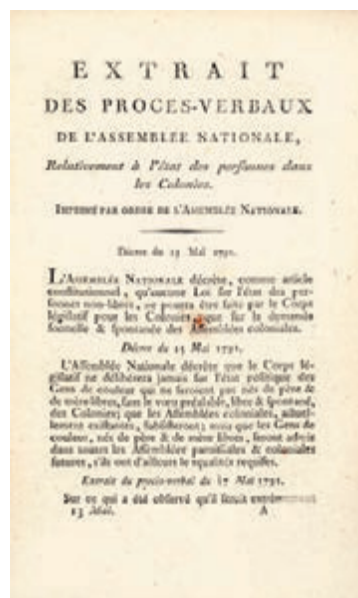 EXTRAIT
DES PROCES-VERBAUX
DE L'ASSEMBLÉE NATIONALE,
Relativement à l'état des personnes dans
les Colonies.
IMPRIMÉ PAR ORDRE DE L'ASSEMBLÉE NATIONALE.
Décret du 13 Mai 1791.
L'ASSEMBLÉE NATIONALE décrète, comme article
constitutionnel, qu'aucune Loi sur l'état des per-
sonnes non-libres, ne pourra être faite par le Corps
législatif pour les Colonies, que sur la demande
formelle & spontanée des Assemblées coloniales.
Décret du 15 Mai 1791.
L'Assemblée Nationale décrète que le Corps lé-
gislatif ne délibérera jamais sur l'état politique des
Gens de couleur qui ne seroient pas nés de père &
de mère libres, sans le vœu préalable, libre & spontané,
des Colonies; que les Assemblées coloniales, actuel-
lement existantes, subsisteront; mais que les Gens de
couleur, nés de père & de mère libres, seront admis
dans toutes les Assemblées paroissiales & coloniales
futures, s'ils ont d'ailleurs les qualités requises.
Extrait du procès-verbal du 17 Mai 1791.
Sur ce qui a été observé qu'il seroit extrêmement
A